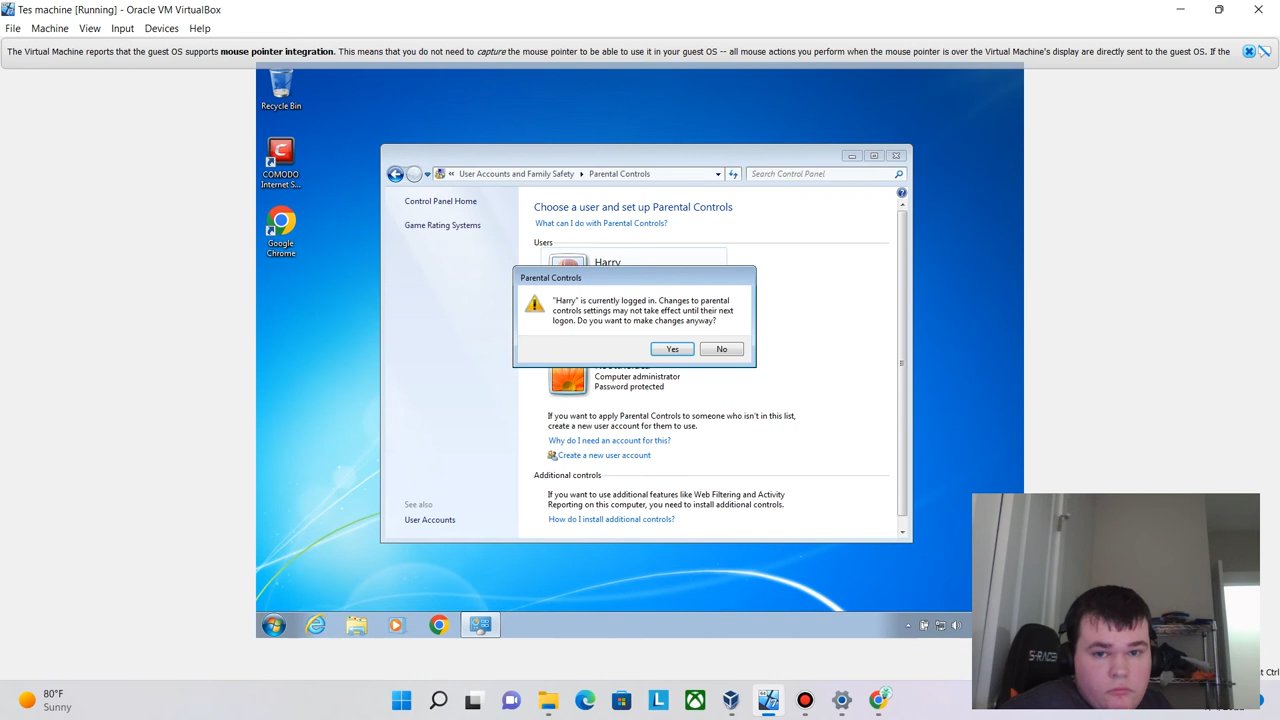 Tes machine [Running] - Oracle VM VirtualBox
File Machine View Input Devices Help
The Virtual Machine reports that the guest OS supports mouse pointer integration. This means that you do not need to capture the mouse pointer to be able to use it in your guest OS -- all mouse actions you perform when the mouse pointer is over the Virtual Machine's display are directly sent to the guest OS. If the
Recycle Bin
COMODO
Internet S...
Google
Chrome
« User Accounts and Family Safety Parental Controls
Search Control Panel
Control Panel Home
Game Rating Systems
Choose a user and set up Parental Controls
What can I do with Parental Controls?
Users
Harry
Parental Controls
"Harry" is currently logged in. Changes to parental
controls settings may not take effect until their next
logon. Do you want to make changes anyway?
Yes No
Computer administrator
Password protected
If you want to apply Parental Controls to someone who isn't in this list,
create a new user account for them to use.
Why do I need an account for this?
Create a new user account
Additional controls
If you want to use additional features like Web Filtering and Activity
Reporting on this computer, you need to install additional controls.
How do I install additional controls?
See also
User Accounts
Ctrl
80°F
Sunny